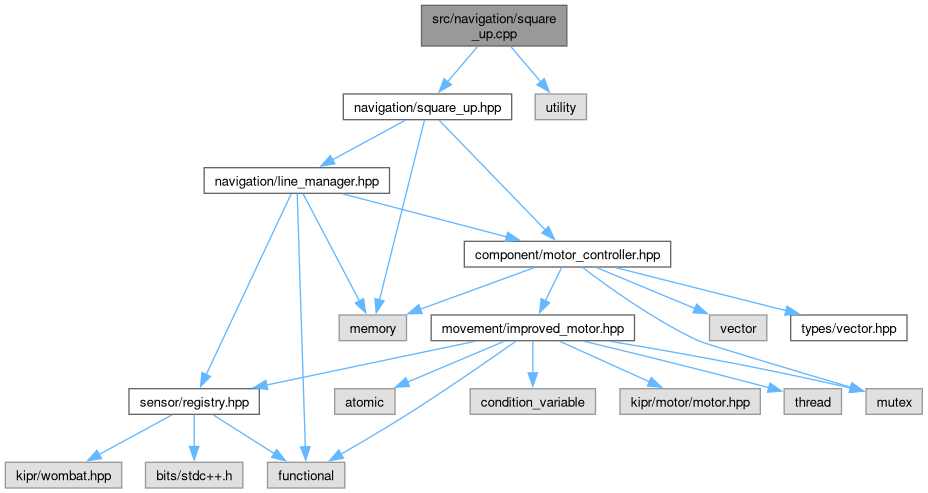 src/navigation/square
_up.cpp
navigation/square_up.hpp
utility
navigation/line_manager.hpp
component/motor_controller.hpp
memory
movement/improved_motor.hpp
vector
types/vector.hpp
sensor/registry.hpp
atomic
condition_variable
kipr/motor/motor.hpp
thread
mutex
kipr/wombat.hpp
bits/stdc++.h
functional